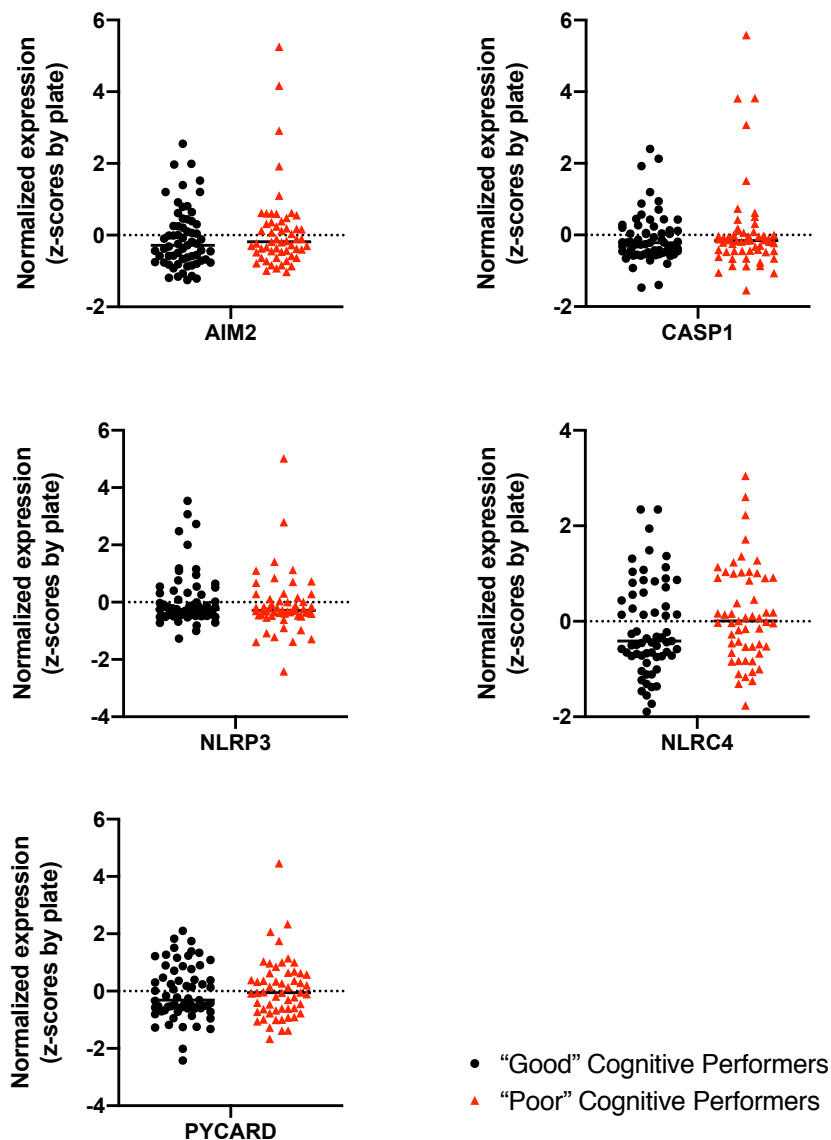 Normalized expression
(z-scores by plate)
6
4
2
0
-2
AIM2
Normalized expression
(z-scores by plate)
6
4
2
0
-2
CASP1
Normalized expression
(z-scores by plate)
6
4
2
0
-2
-4
NLRP3
Normalized expression
(z-scores by plate)
4
2
0
-2
NLRC4
Normalized expression
(z-scores by plate)
6
4
2
0
-2
-4
PYCARD
“Good” Cognitive Performers
“Poor” Cognitive Performers